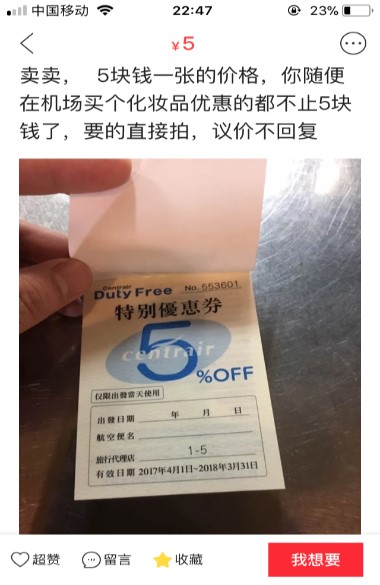 中国移动
22:47
23%
¥5
卖卖， 5块钱一张的价格，你随便
在机场买个化妆品优惠的都不止5块
钱了，要的直接拍，议价不回复
Centrair
Duty Free No. 553601
特別優惠券
5
centrair
%OFF
仅限出發當天使用
出發日期 年 月 日
航空便名
旅行代理店 1-5
有效日期 2017年4月1日~2018年3月31日
超赞
留言
收藏
我想要